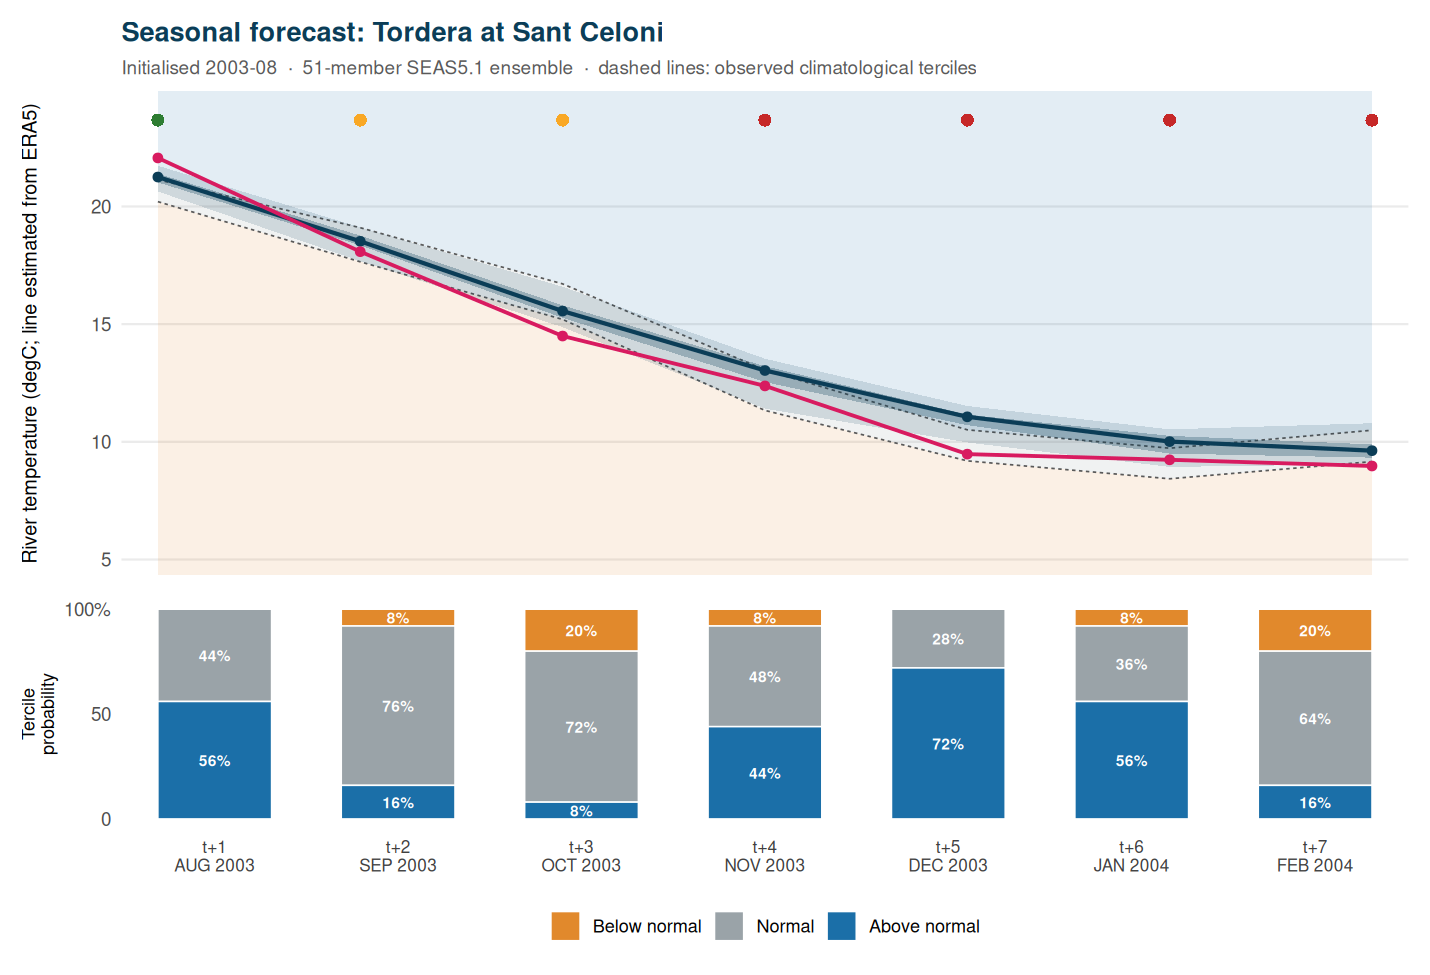 Seasonal forecast: Tordera at Sant Celoni
Initialised 2003-08 · 51-member SEAS5.1 ensemble · dashed lines: observed climatological terciles
River temperature (degC; line estimated from ERA5)
20
15
10
5
Tercile
probability
100%
50
0
44%
56%
8%
76%
16%
20%
72%
8%
8%
48%
44%
28%
72%
8%
36%
56%
20%
64%
16%
t+1
AUG 2003
t+2
SEP 2003
t+3
OCT 2003
t+4
NOV 2003
t+5
DEC 2003
t+6
JAN 2004
t+7
FEB 2004
Below normal
Normal
Above normal